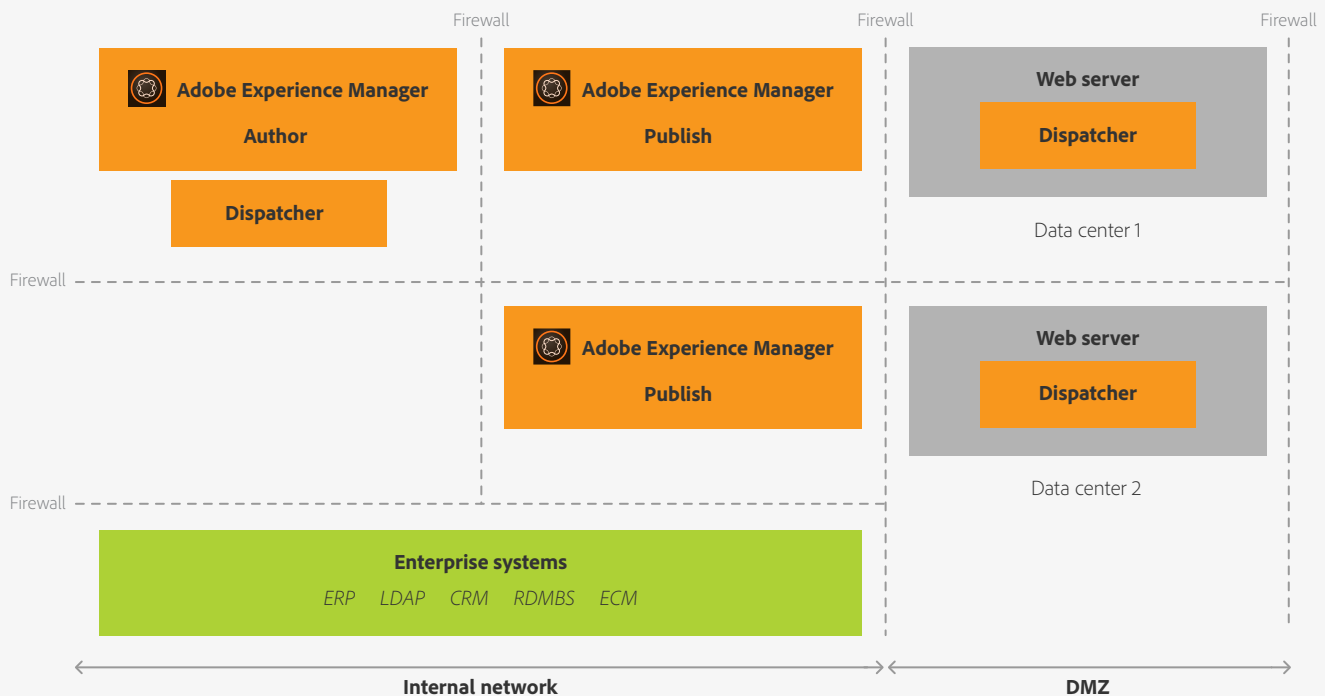 Firewall
Firewall
Firewall
Adobe Experience Manager
Author
Dispatcher
Adobe Experience Manager
Publish
Web server
Dispatcher
Data center 1
Firewall
Adobe Experience Manager
Publish
Web server
Dispatcher
Data center 2
Firewall
Enterprise systems
ERP LDAP CRM RDMBS ECM
Internal network
DMZ